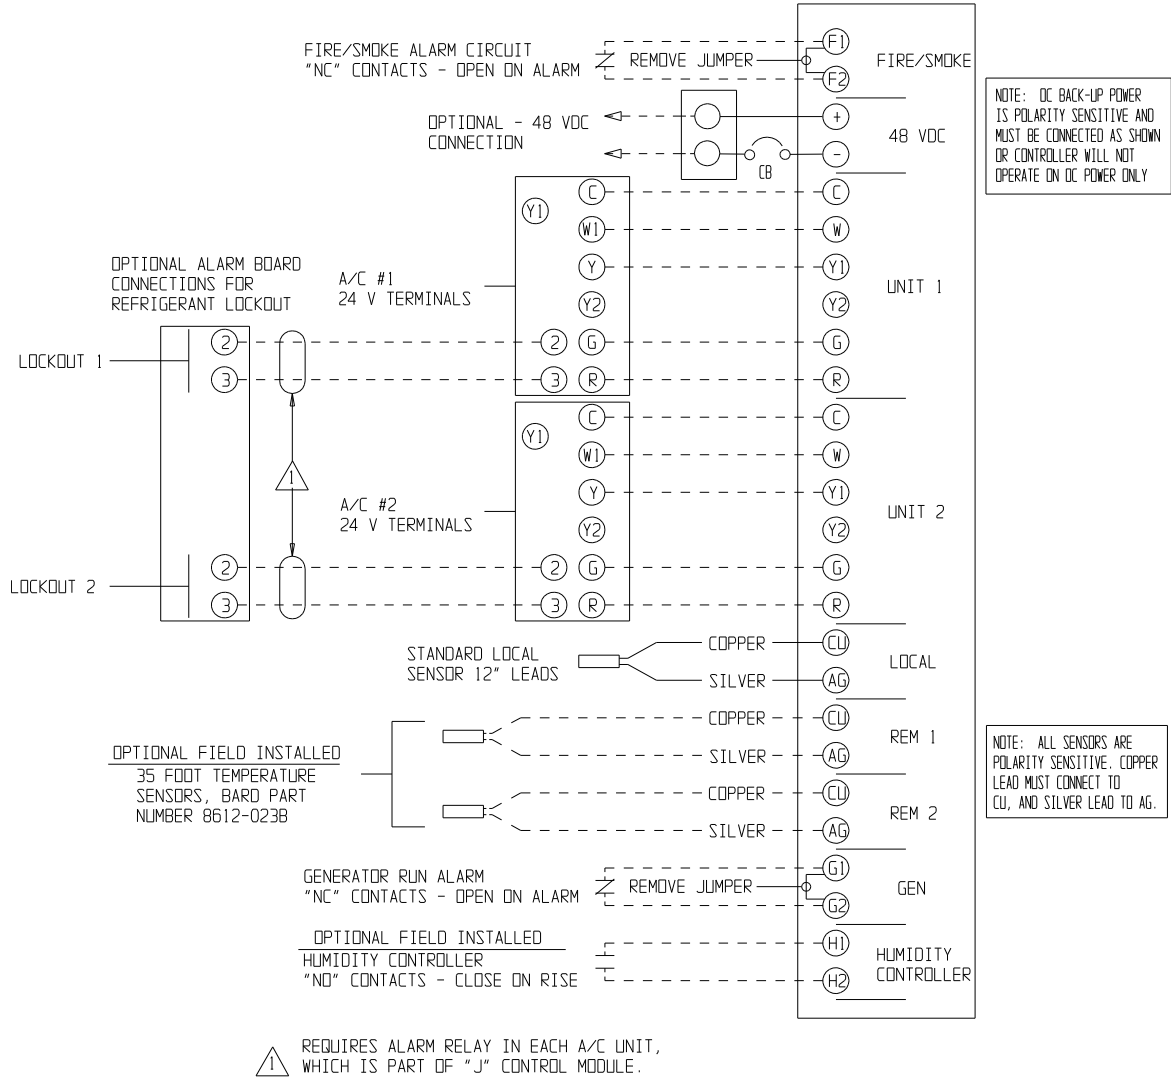 FIRE/SMOKE ALARM CIRCUIT
"NC" CONTACTS - OPEN ON ALARM
REMOVE JUMPER
F1
F2
FIRE/SMOKE
OPTIONAL - 48 VDC
CONNECTION
CB
+
-
48 VDC
NOTE: DC BACK-UP POWER
IS POLARITY SENSITIVE AND
MUST BE CONNECTED AS SHOWN
OR CONTROLLER WILL NOT
OPERATE ON DC POWER ONLY
OPTIONAL ALARM BOARD
CONNECTIONS FOR
REFRIGERANT LOCKOUT
LOCKOUT 1
2
3
A/C #1
24 V TERMINALS
Y1
C
W1
Y
Y2
2 G
3 R
C
W
Y1
Y2
G
R
UNIT 1
1
LOCKOUT 2
2
3
A/C #2
24 V TERMINALS
Y1
C
W1
Y
Y2
2 G
3 R
C
W
Y1
Y2
G
R
UNIT 2
STANDARD LOCAL
SENSOR 12" LEADS
COPPER
SILVER
CU
AG
LOCAL
OPTIONAL FIELD INSTALLED
35 FOOT TEMPERATURE
SENSORS, BARD PART
NUMBER 8612-023B
COPPER
SILVER
CU
AG
REM 1
COPPER
SILVER
CU
AG
REM 2
NOTE: ALL SENSORS ARE
POLARITY SENSITIVE. COPPER
LEAD MUST CONNECT TO
CU, AND SILVER LEAD TO AG.
GENERATOR RUN ALARM
"NC" CONTACTS - OPEN ON ALARM
REMOVE JUMPER
G1
G2
GEN
OPTIONAL FIELD INSTALLED
HUMIDITY CONTROLLER
"NO" CONTACTS - CLOSE ON RISE
H1
H2
HUMIDITY
CONTROLLER
1
REQUIRES ALARM RELAY IN EACH A/C UNIT,
WHICH IS PART OF "J" CONTROL MODULE.